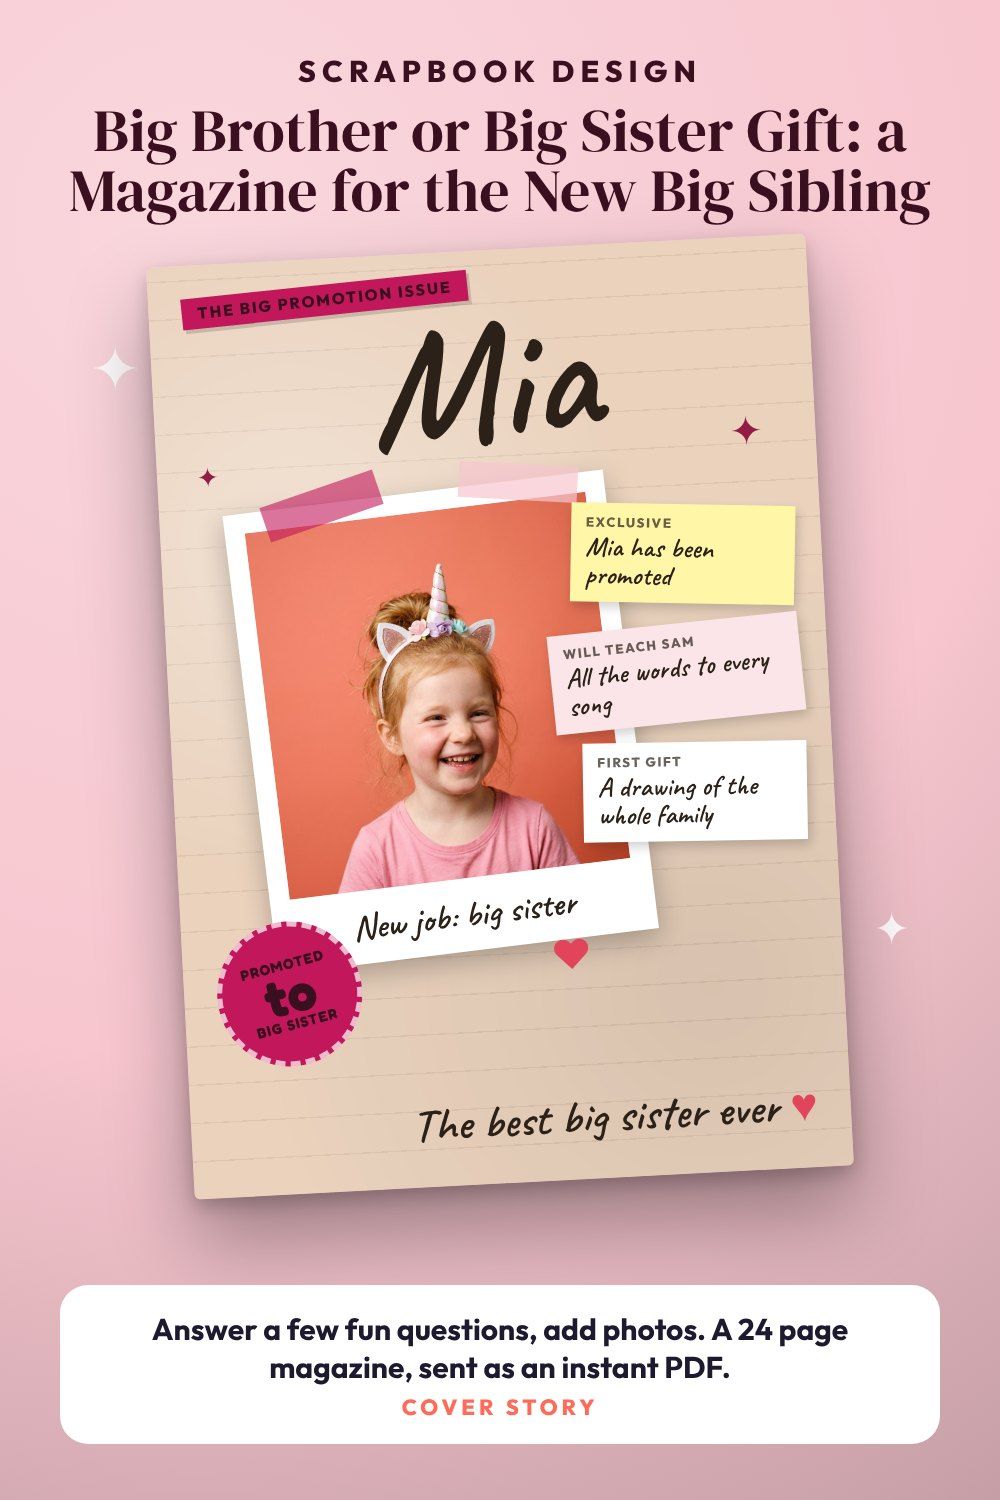 SCRAPBOOK DESIGN
Big Brother or Big Sister Gift: a
Magazine for the New Big Sibling
THE BIG PROMOTION ISSUE
Mia
EXCLUSIVE
Mia has been
promoted
WILL TEACH SAM
All the words to every
song
FIRST GIFT
A drawing of the
whole family
New job: big sister
PROMOTED
to
BIG SISTER
The best big sister ever ♥
Answer a few fun questions, add photos. A 24 page
magazine, sent as an instant PDF.
COVER STORY